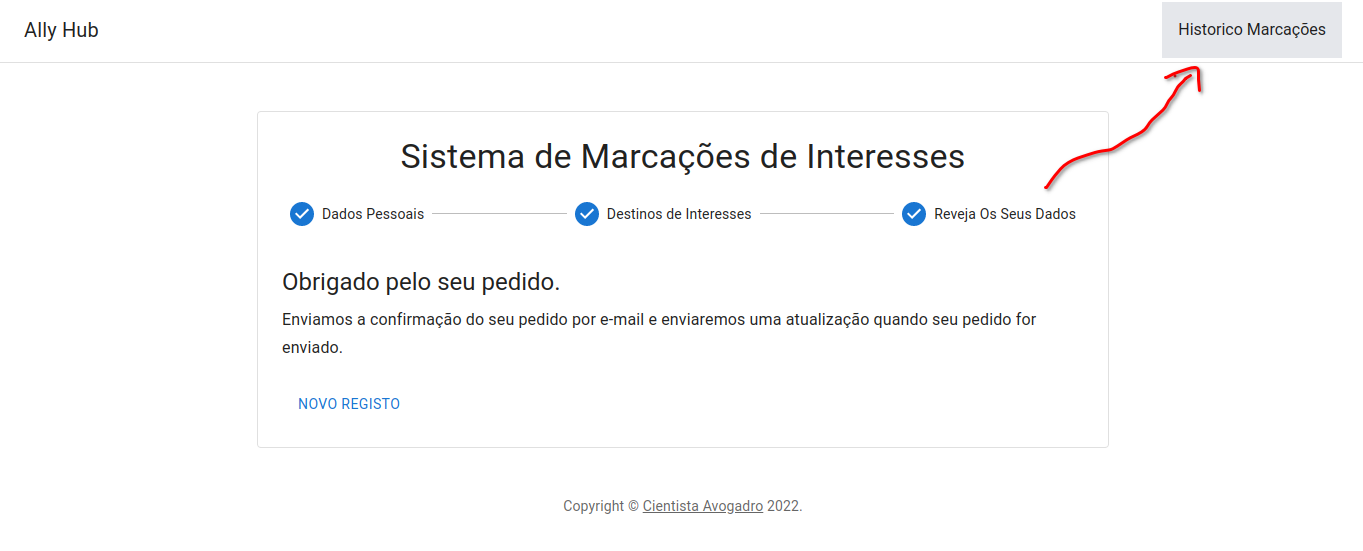 Ally Hub
Historico Marcações
Sistema de Marcações de Interesses
Dados Pessoais
Destinos de Interesses
Reveja Os Seus Dados
Obrigado pelo seu pedido.
Enviamos a confirmação do seu pedido por e-mail e enviaremos uma atualização quando seu pedido for
enviado.
NOVO REGISTO
Copyright © Cientista Avogadro 2022.